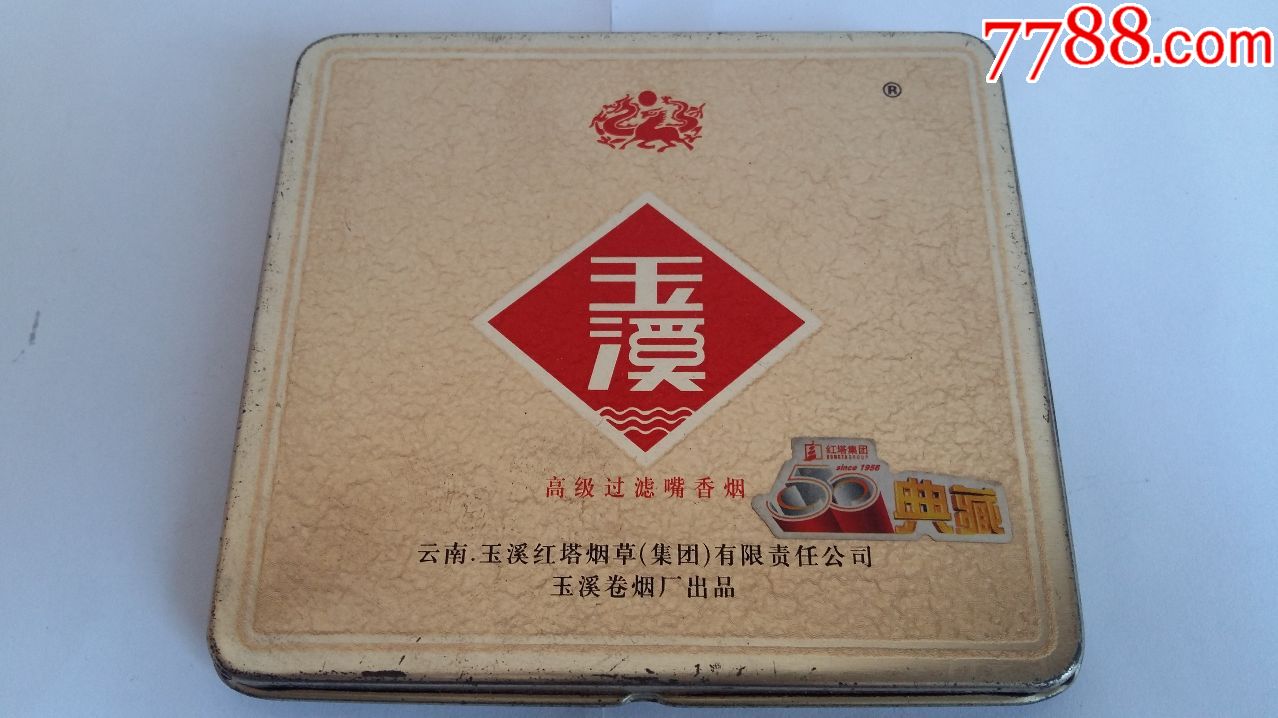 7788.com
®
玉
溪
红塔集团
HONGTAGROUP
since 1956
50
典藏
高级过滤嘴香烟
云南.玉溪红塔烟草(集团)有限责任公司
玉溪卷烟厂出品